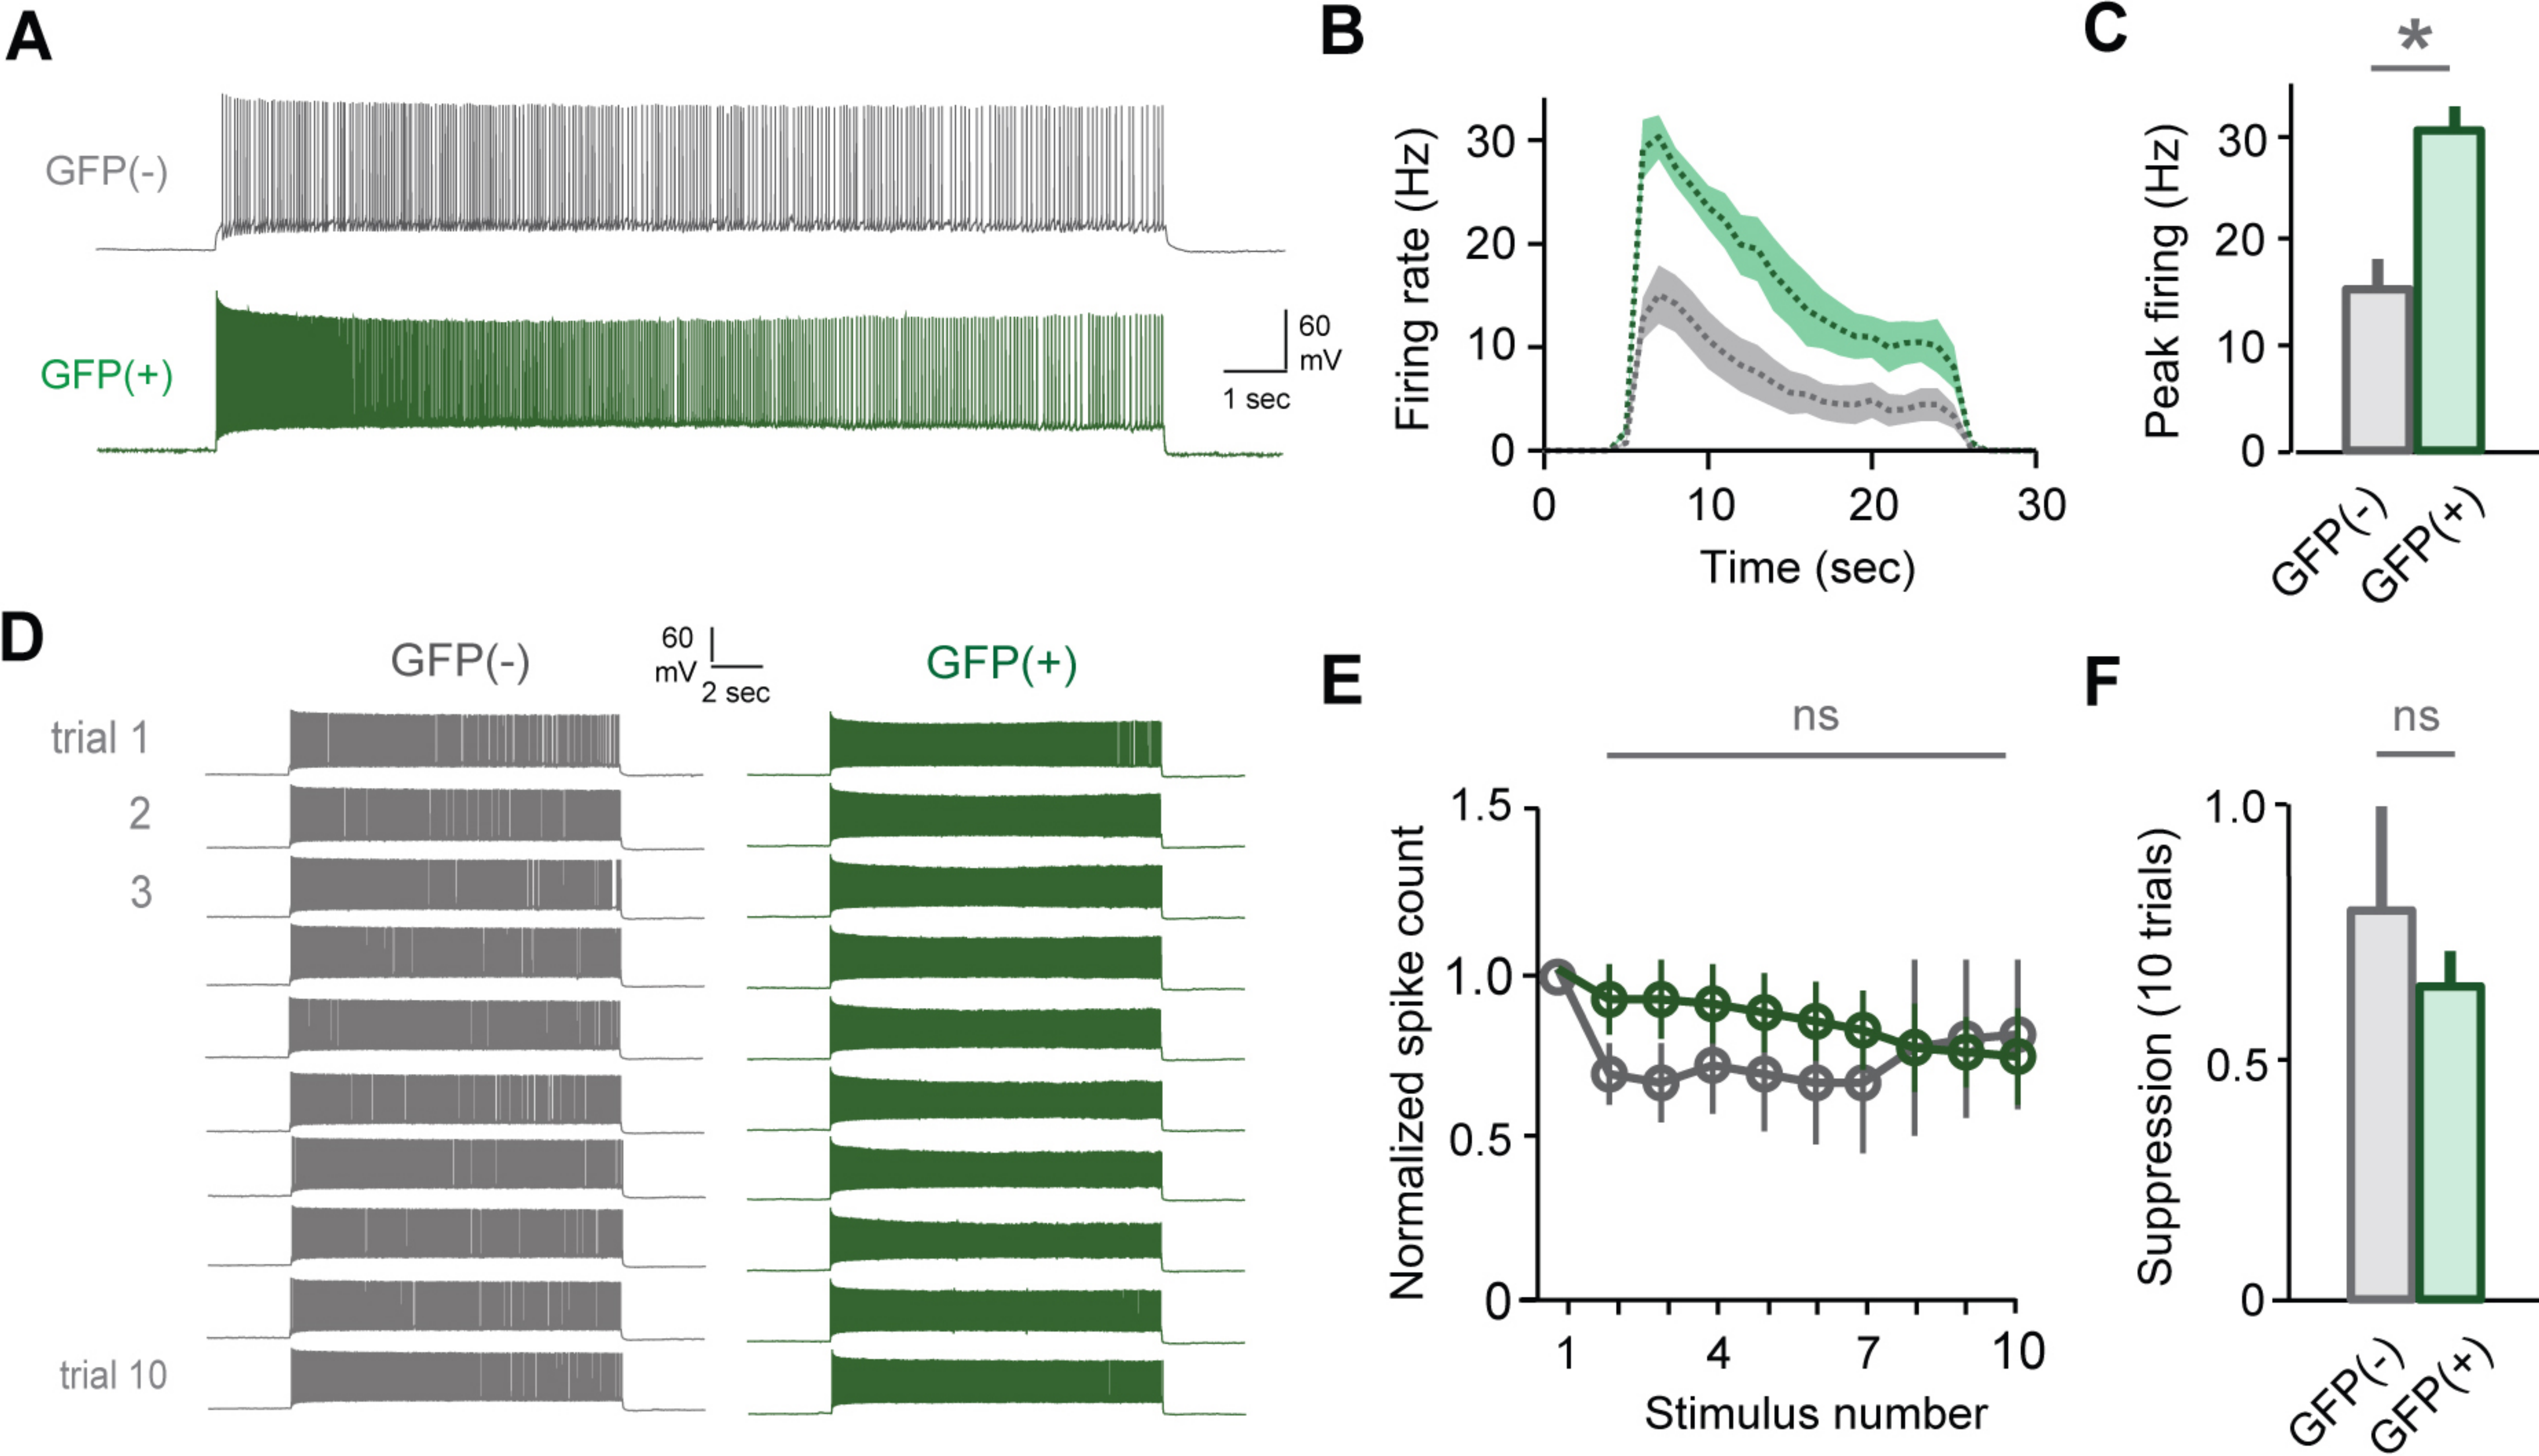 A
GFP(-)
GFP(+)
60
mV
1 sec
B
Firing rate (Hz)
30
20
10
0
0
10
20
30
Time (sec)
C
*
Peak firing (Hz)
30
20
10
0
GFP(-)
GFP(+)
D
GFP(-)
60
mV
2 sec
GFP(+)
trial 1
2
3
trial 10
E
ns
Normalized spike count
1.5
1.0
0.5
0
1
4
7
10
Stimulus number
F
ns
Suppression (10 trials)
1.0
0.5
0
GFP(-)
GFP(+)